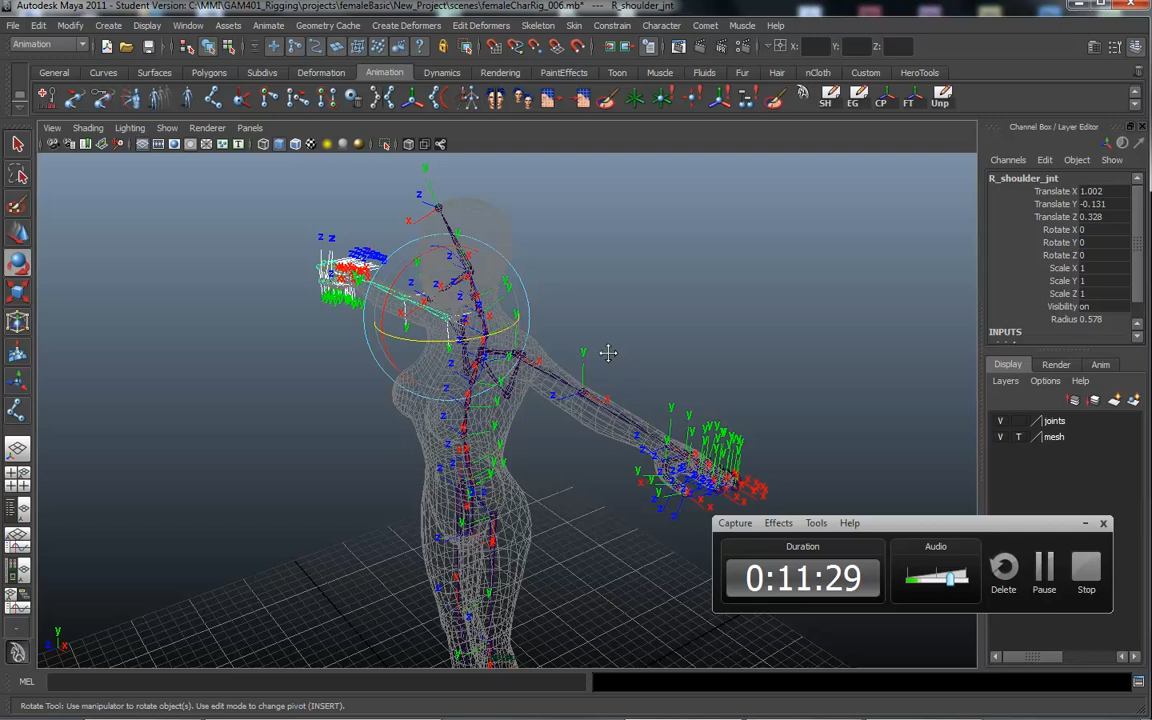 Autodesk Maya 2011 - Student Version: C:\MMI\GAM401_Rigging\projects\femaleBasic\New_Project\scenes\femaleCharRig_006.mb* --- R_shoulder_jnt
File Edit Modify Create Display Window Assets Animate Geometry Cache Create Deformers Edit Deformers Skeleton Skin Constrain Character Comet Muscle Help
Animation X: Y: Z:
General Curves Surfaces Polygons Subdivs Deformation Animation Dynamics Rendering PaintEffects Toon Muscle Fluids Fur Hair nCloth Custom HeroTools
SH EG CP FT Unp
View Shading Lighting Show Renderer Panels
Channel Box / Layer Editor
Channels Edit Object Show
R_shoulder_jnt
Translate X 1.002
Translate Y -0.131
Translate Z 0.328
Rotate X 0
Rotate Y 0
Rotate Z 0
Scale X 1
Scale Y 1
Scale Z 1
Visibility on
Radius 0.578
INPUTS
Display Render Anim
Layers Options Help
V joints
V T mesh
Capture Effects Tools Help
Duration Audio
0:11:29
Delete Pause Stop
y
z x
MEL
Rotate Tool: Use manipulator to rotate object(s). Use edit mode to change pivot (INSERT).